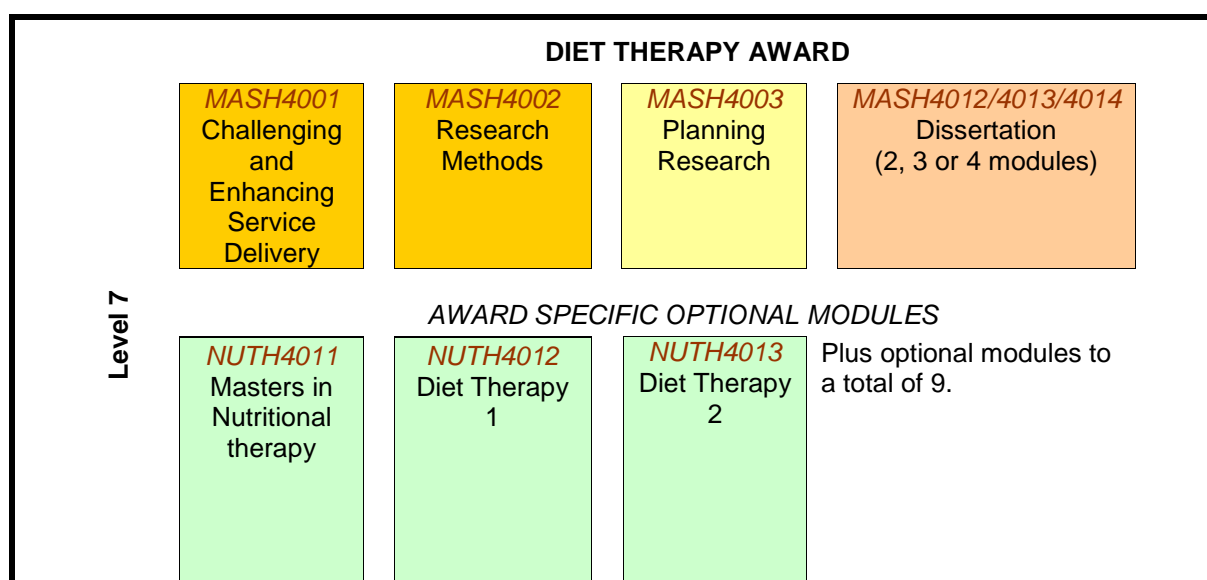 DIET THERAPY AWARD
MASH4001
Challenging
and
Enhancing
Service
Delivery
MASH4002
Research
Methods
MASH4003
Planning
Research
MASH4012/4013/4014
Dissertation
(2, 3 or 4 modules)
Level 7
AWARD SPECIFIC OPTIONAL MODULES
NUTH4011
Masters in
Nutritional
therapy
NUTH4012
Diet Therapy
1
NUTH4013
Diet Therapy
2
Plus optional modules to
a total of 9.